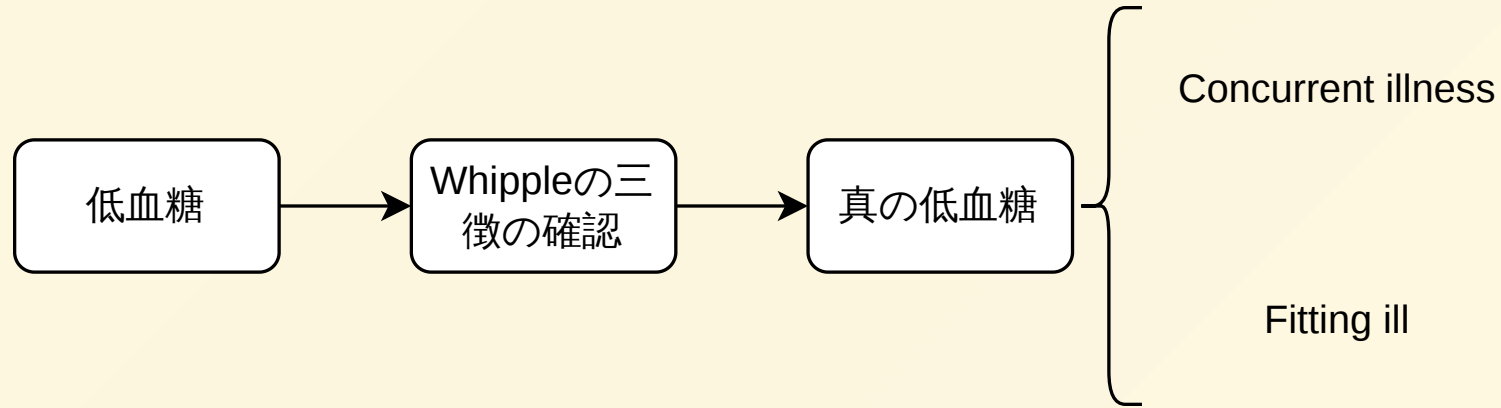 低血糖
Whippleの三
徴の確認
真の低血糖
Concurrent illness
Fitting ill